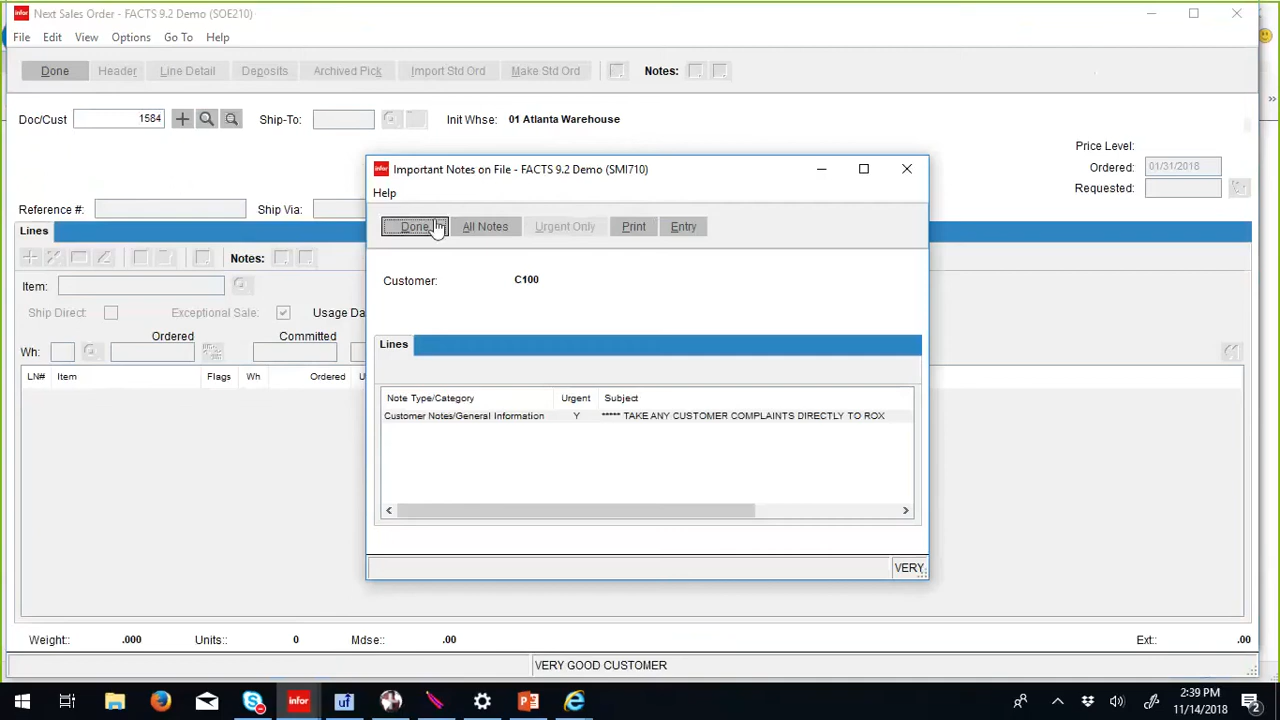 infor Next Sales Order - FACTS 9.2 Demo (SOE210)
File Edit View Options Go To Help
Done Header Line Detail Deposits Archived Pick Import Std Ord Make Std Ord Notes:
Doc/Cust 1584 Ship-To: Init Whse: 01 Atlanta Warehouse
Price Level:
Ordered: 01/31/2018
Requested:
Reference #: Ship Via:
Lines
Notes:
Item:
Ship Direct: Exceptional Sale: Usage Da
Ordered Committed
Wh:
LN# Item Flags Wh Ordered U
infor Important Notes on File - FACTS 9.2 Demo (SMI710)
Help
Done All Notes Urgent Only Print Entry
Customer: C100
Lines
Note Type/Category Urgent Subject
Customer Notes/General Information Y ***** TAKE ANY CUSTOMER COMPLAINTS DIRECTLY TO ROX
VERY
Weight:: .000 Units:: 0 Mdse:: .00 Ext:: .00
VERY GOOD CUSTOMER
infor uf 2:39 PM
11/14/2018 2